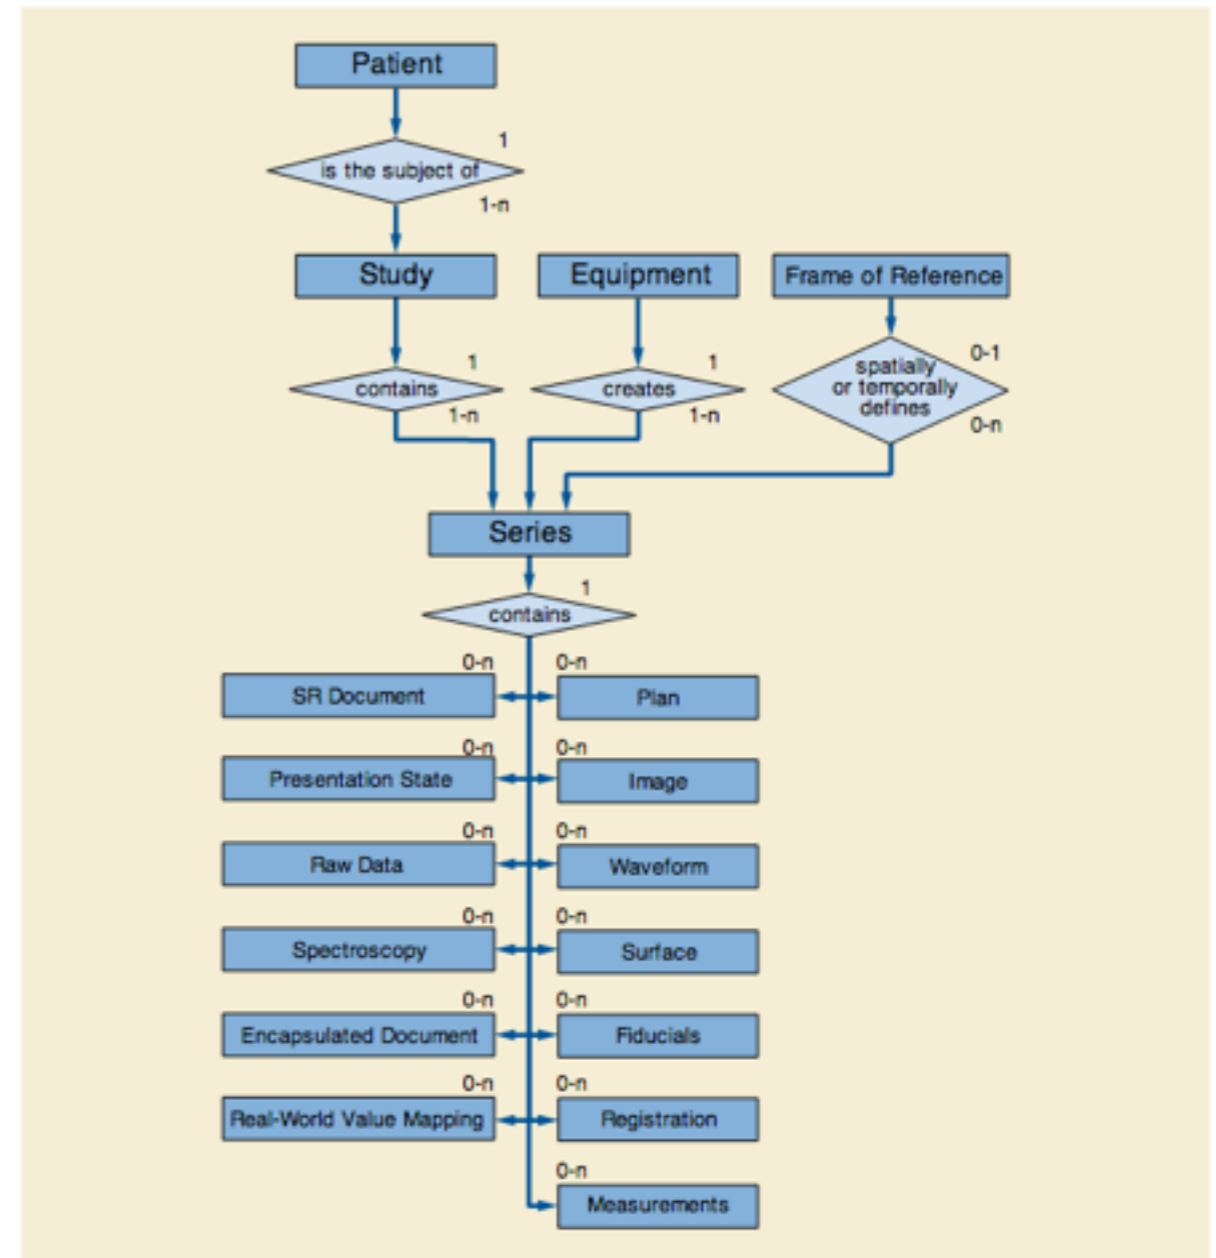 Patient
1
is the subject of
1-n
Study
Equipment
Frame of Reference
1
contains
1-n
1
creates
1-n
0-1
spatially
or temporally
defines
0-n
Series
1
contains
0-n
0-n
SR Document
Plan
0-n
0-n
Presentation State
Image
0-n
0-n
Raw Data
Waveform
0-n
0-n
Spectroscopy
Surface
0-n
0-n
Encapsulated Document
Fiducials
0-n
0-n
Real-World Value Mapping
Registration
0-n
Measurements